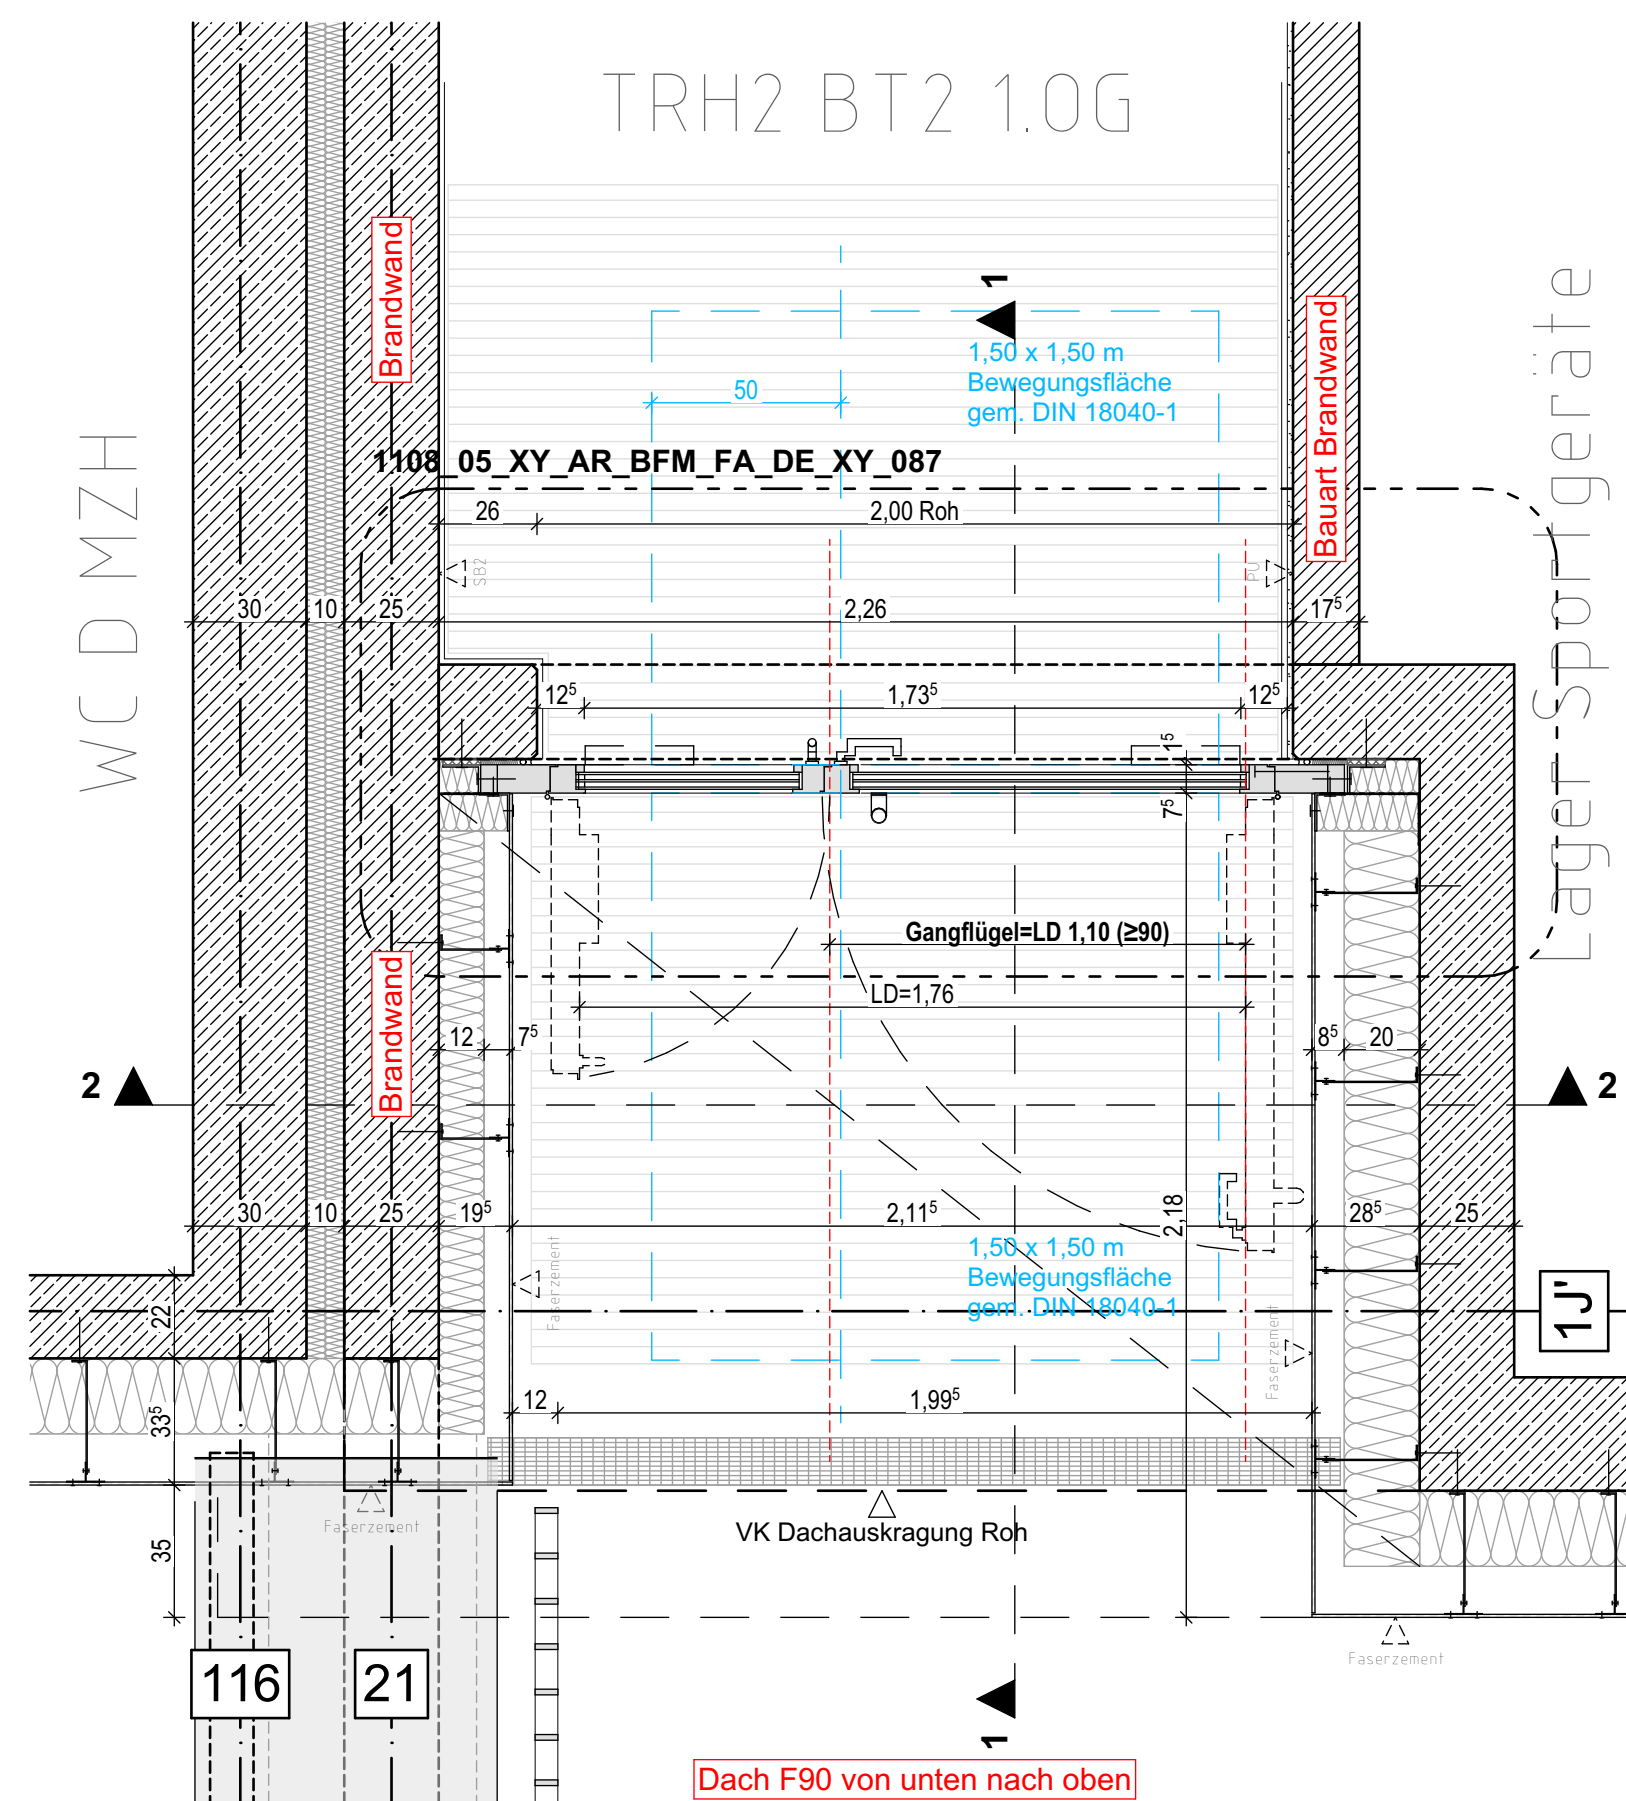 TRH2 BT2 1.OG
Brandwand
1
1,50 x 1,50 m
Bewegungsfläche
gem. DIN 18040-1
50
Bauart Brandwand
Lager Sportgeräte
WC D MZH
1108_05_XY_AR_BFM_FA_DE_XY_087
26
2,00 Roh
SB2
PU
30
10
25
2,26
17⁵
12⁵
1,73⁵
12⁵
1⁵
7⁵
Gangflügel=LD 1,10 (≥90)
LD=1,76
Brandwand
12
7⁵
8⁵
20
2
2
30
10
25
19⁵
2,11⁵
2,18
28⁵
25
1,50 x 1,50 m
Bewegungsfläche
gem. DIN 18040-1
Faserzement
Faserzement
1J'
22
33⁵
12
1,99⁵
Faserzement
VK Dachauskragung Roh
35
116
21
Faserzement
1
Dach F90 von unten nach oben